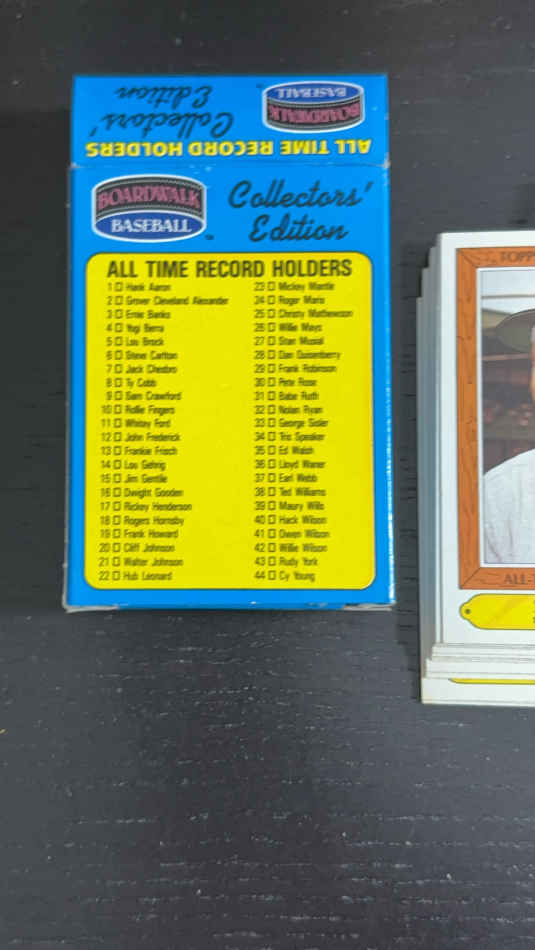 ALL TIME RECORD HOLDERS
BOARDWALK
BASEBALL
Collectors'
Edition
BOARDWALK
BASEBALL
™
Collectors'
Edition
ALL TIME RECORD HOLDERS
1 Hank Aaron
2 Grover Cleveland Alexander
3 Ernie Banks
4 Yogi Berra
5 Lou Brock
6 Steve Carlton
7 Jack Chesbro
8 Ty Cobb
9 Sam Crawford
10 Rollie Fingers
11 Whitey Ford
12 John Frederick
13 Frankie Frisch
14 Lou Gehrig
15 Jim Gentile
16 Dwight Gooden
17 Rickey Henderson
18 Rogers Hornsby
19 Frank Howard
20 Cliff Johnson
21 Walter Johnson
22 Hub Leonard
23 Mickey Mantle
24 Roger Maris
25 Christy Mathewson
26 Willie Mays
27 Stan Musial
28 Dan Quisenberry
29 Frank Robinson
30 Pete Rose
31 Babe Ruth
32 Nolan Ryan
33 George Sisler
34 Tris Speaker
35 Ed Walsh
36 Lloyd Waner
37 Earl Webb
38 Ted Williams
39 Maury Wills
40 Hack Wilson
41 Owen Wilson
42 Willie Wilson
43 Rudy York
44 Cy Young
TOPP
ALL-T